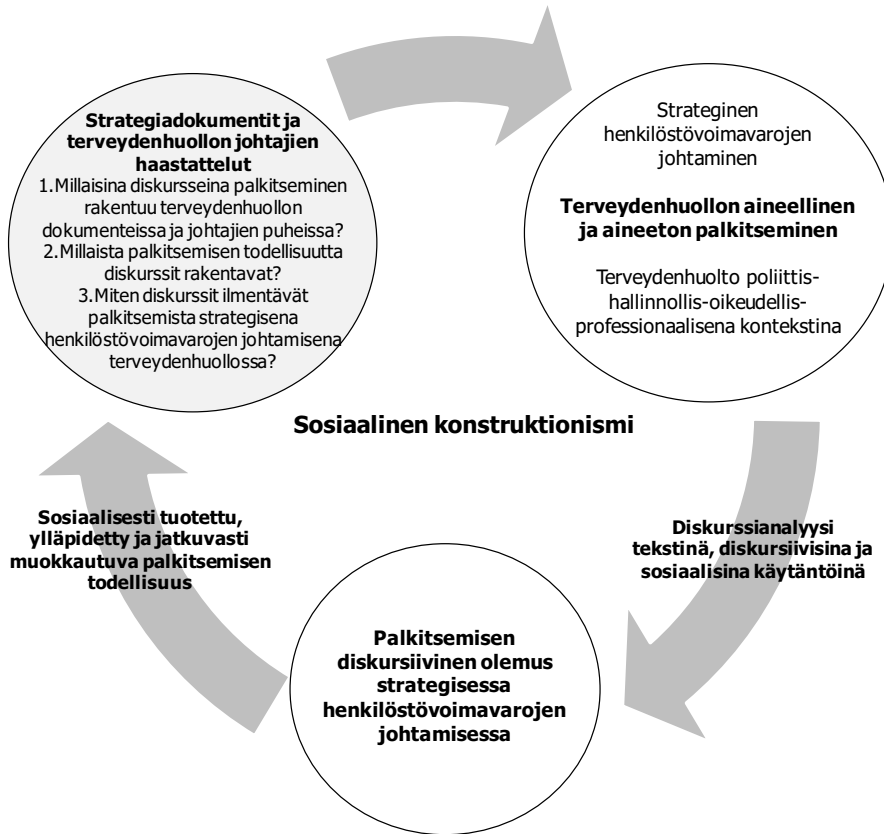 Strategiadokumentit ja
terveydenhuollon johtajien
haastattelut
1.Millaisina diskursseina palkitseminen
rakentuu terveydenhuollon
dokumenteissa ja johtajien puheissa?
2.Millaista palkitsemisen todellisuutta
diskurssit rakentavat?
3.Miten diskurssit ilmentävät
palkitsemista strategisena
henkilöstövoimavarojen johtamisena
terveydenhuollossa?
Strateginen
henkilöstövoimavarojen
johtaminen
Terveydenhuollon aineellinen
ja aineeton palkitseminen
Terveydenhuolto poliittis-
hallinnollis-oikeudellis-
professionaalisena kontekstina
Sosiaalinen konstruktionismi
Sosiaalisesti tuotettu,
ylläpidetty ja jatkuvasti
muokkautuva palkitsemisen
todellisuus
Diskurssianalyysi
tekstinä, diskursiivisina ja
sosiaalisina käytäntöinä
Palkitsemisen
diskursiivinen olemus
strategisessa
henkilöstövoimavarojen
johtamisessa